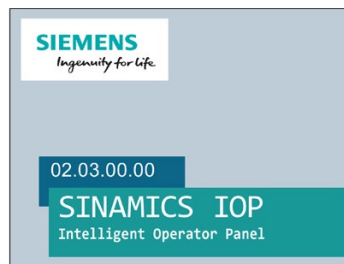 SIEMENS
Ingenuity for life
02.03.00.00
SINAMICS IOP
Intelligent Operator Panel